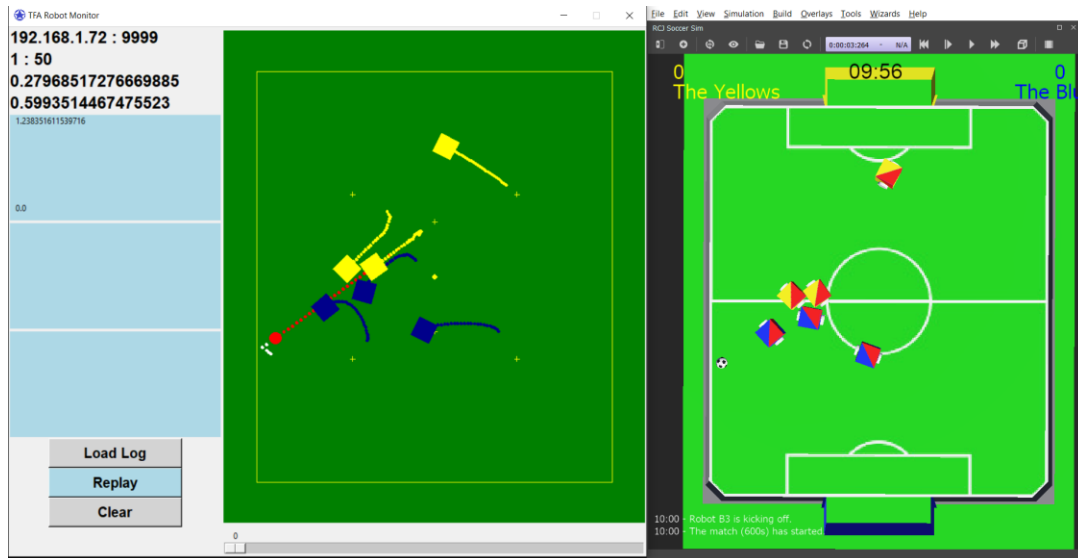 TFA Robot Monitor
192.168.1.72 : 9999
1 : 50
0.27968517276669885
0.5993514467475523
1.238351611539716
0.0
Load Log
Replay
Clear
0
File Edit View Simulation Build Overlays Tools Wizards Help
RCJ Soccer Sim
0:00:03:264 - N/A
0 09:56 0
The Yellows The Bl
10:00 - Robot B3 is kicking off.
10:00 - The match (600s) has started